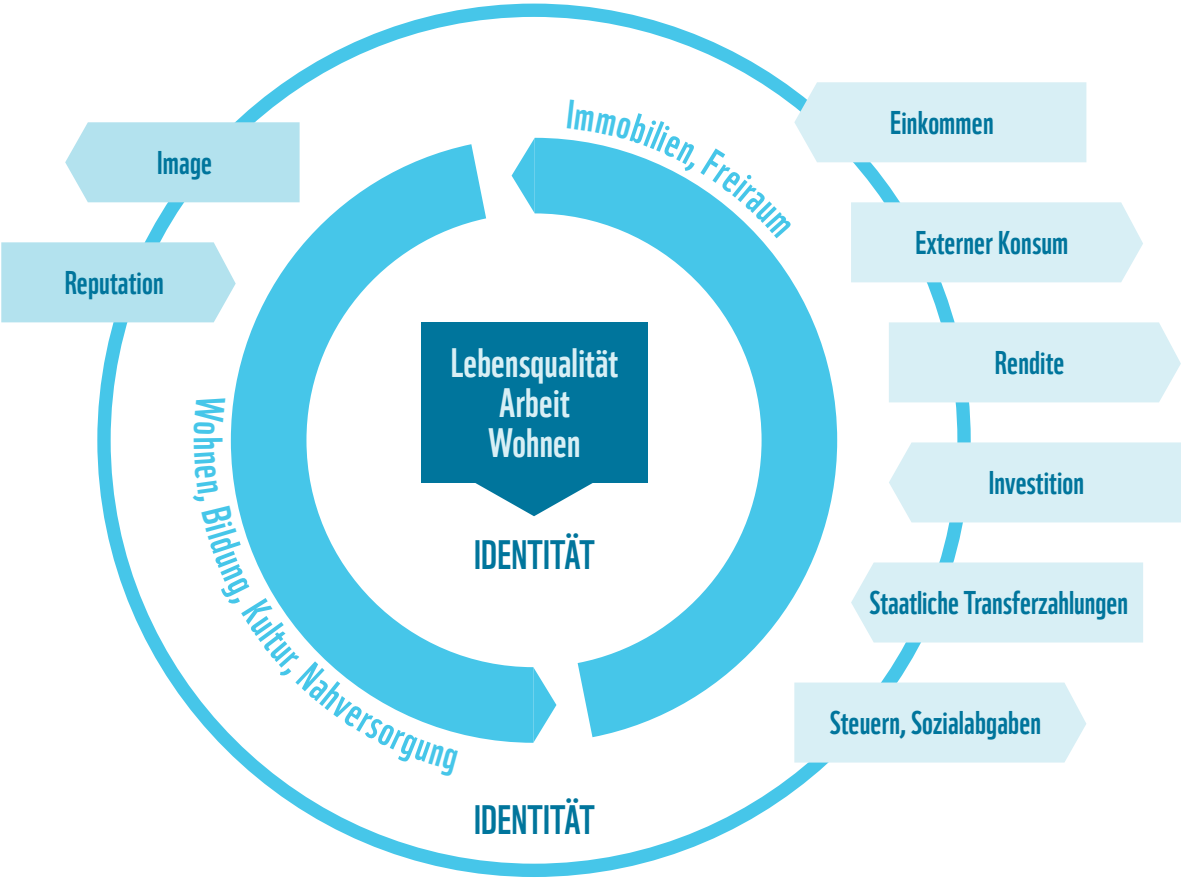 Immobilien, Freiraum
Image
Reputation
Einkommen
Externer Konsum
Rendite
Investition
Staatliche Transferzahlungen
Steuern, Sozialabgaben
Lebensqualität
Arbeit
Wohnen
IDENTITÄT
Wohnen, Bildung, Kultur, Nahversorgung
IDENTITÄT